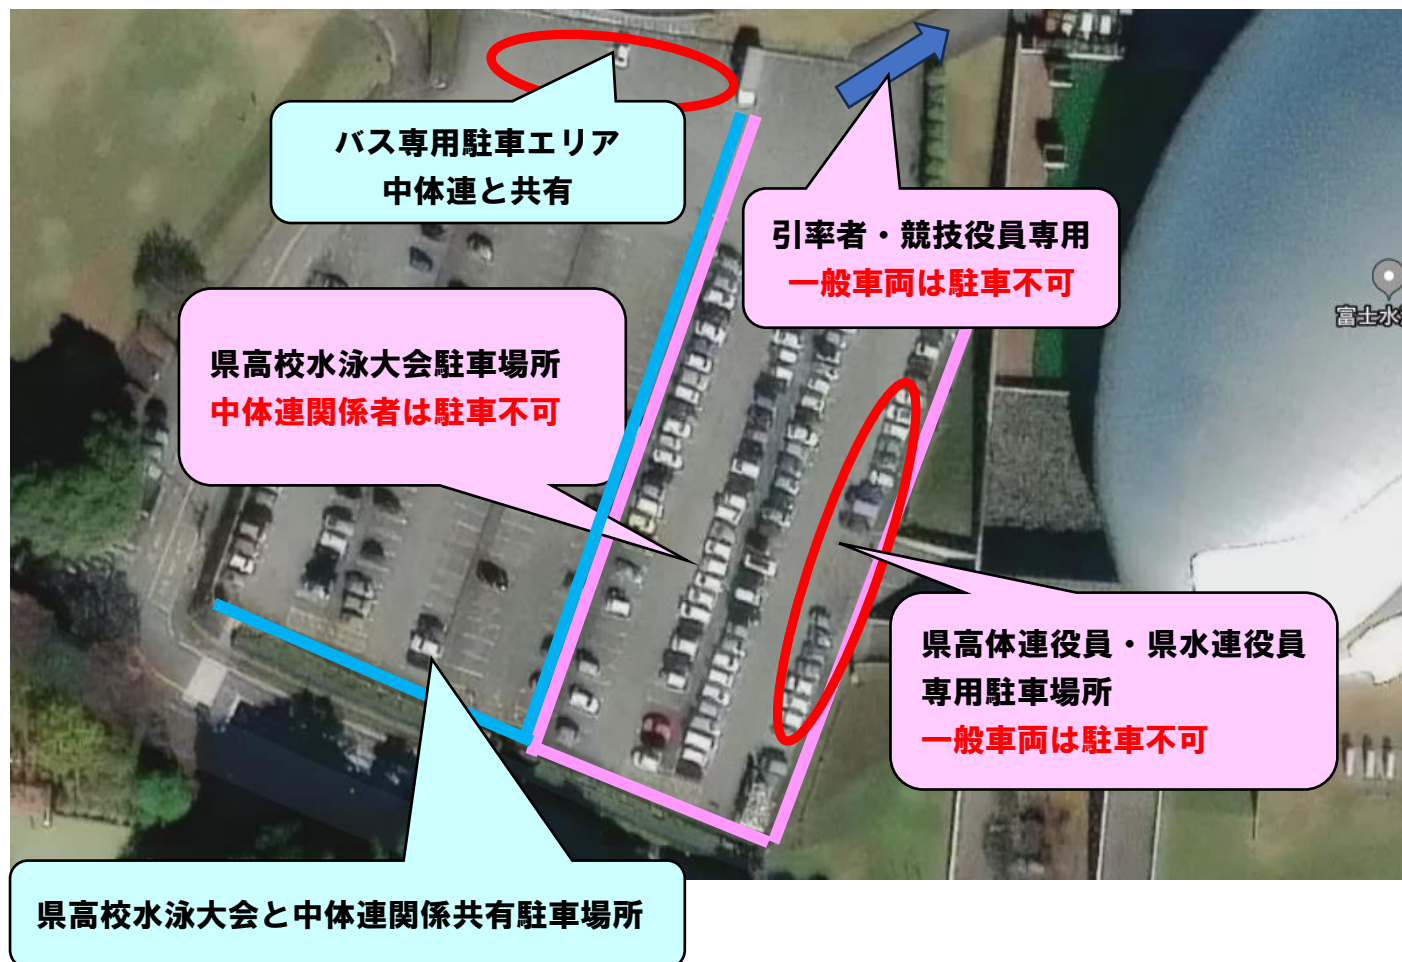 バス専用駐車エリア
中体連と共有
引率者・競技役員専用
一般車両は駐車不可
富士水
県高校水泳大会駐車場所
中体連関係者は駐車不可
県高体連役員・県水連役員
専用駐車場所
一般車両は駐車不可
県高校水泳大会と中体連関係共有駐車場所